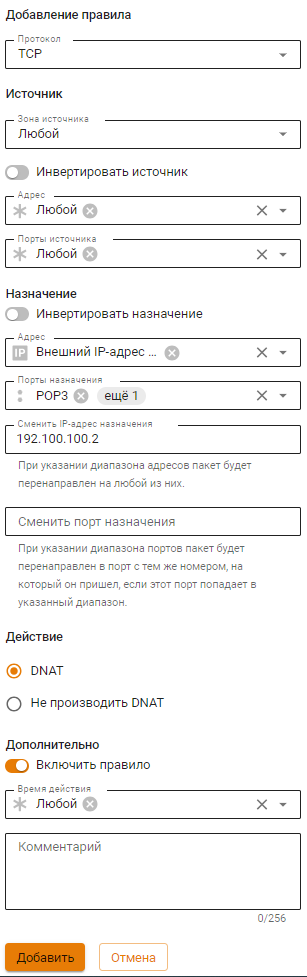 Добавление правила
Протокол
TCP
Источник
Зона источника
Любой
Инвертировать источник
Адрес
Любой
Порты источника
Любой
Назначение
Инвертировать назначение
Адрес
IP Внешний IP-адрес ...
Порты назначения
POP3 ещё 1
Сменить IP-адрес назначения
192.100.100.2
При указании диапазона адресов пакет будет
перенаправлен на любой из них.
Сменить порт назначения
При указании диапазона портов пакет будет
перенаправлен в порт с тем же номером, на
который он пришел, если этот порт попадает в
указанный диапазон.
Действие
DNAT
Не производить DNAT
Дополнительно
Включить правило
Время действия
Любой
Комментарий
0/256
Добавить Отмена